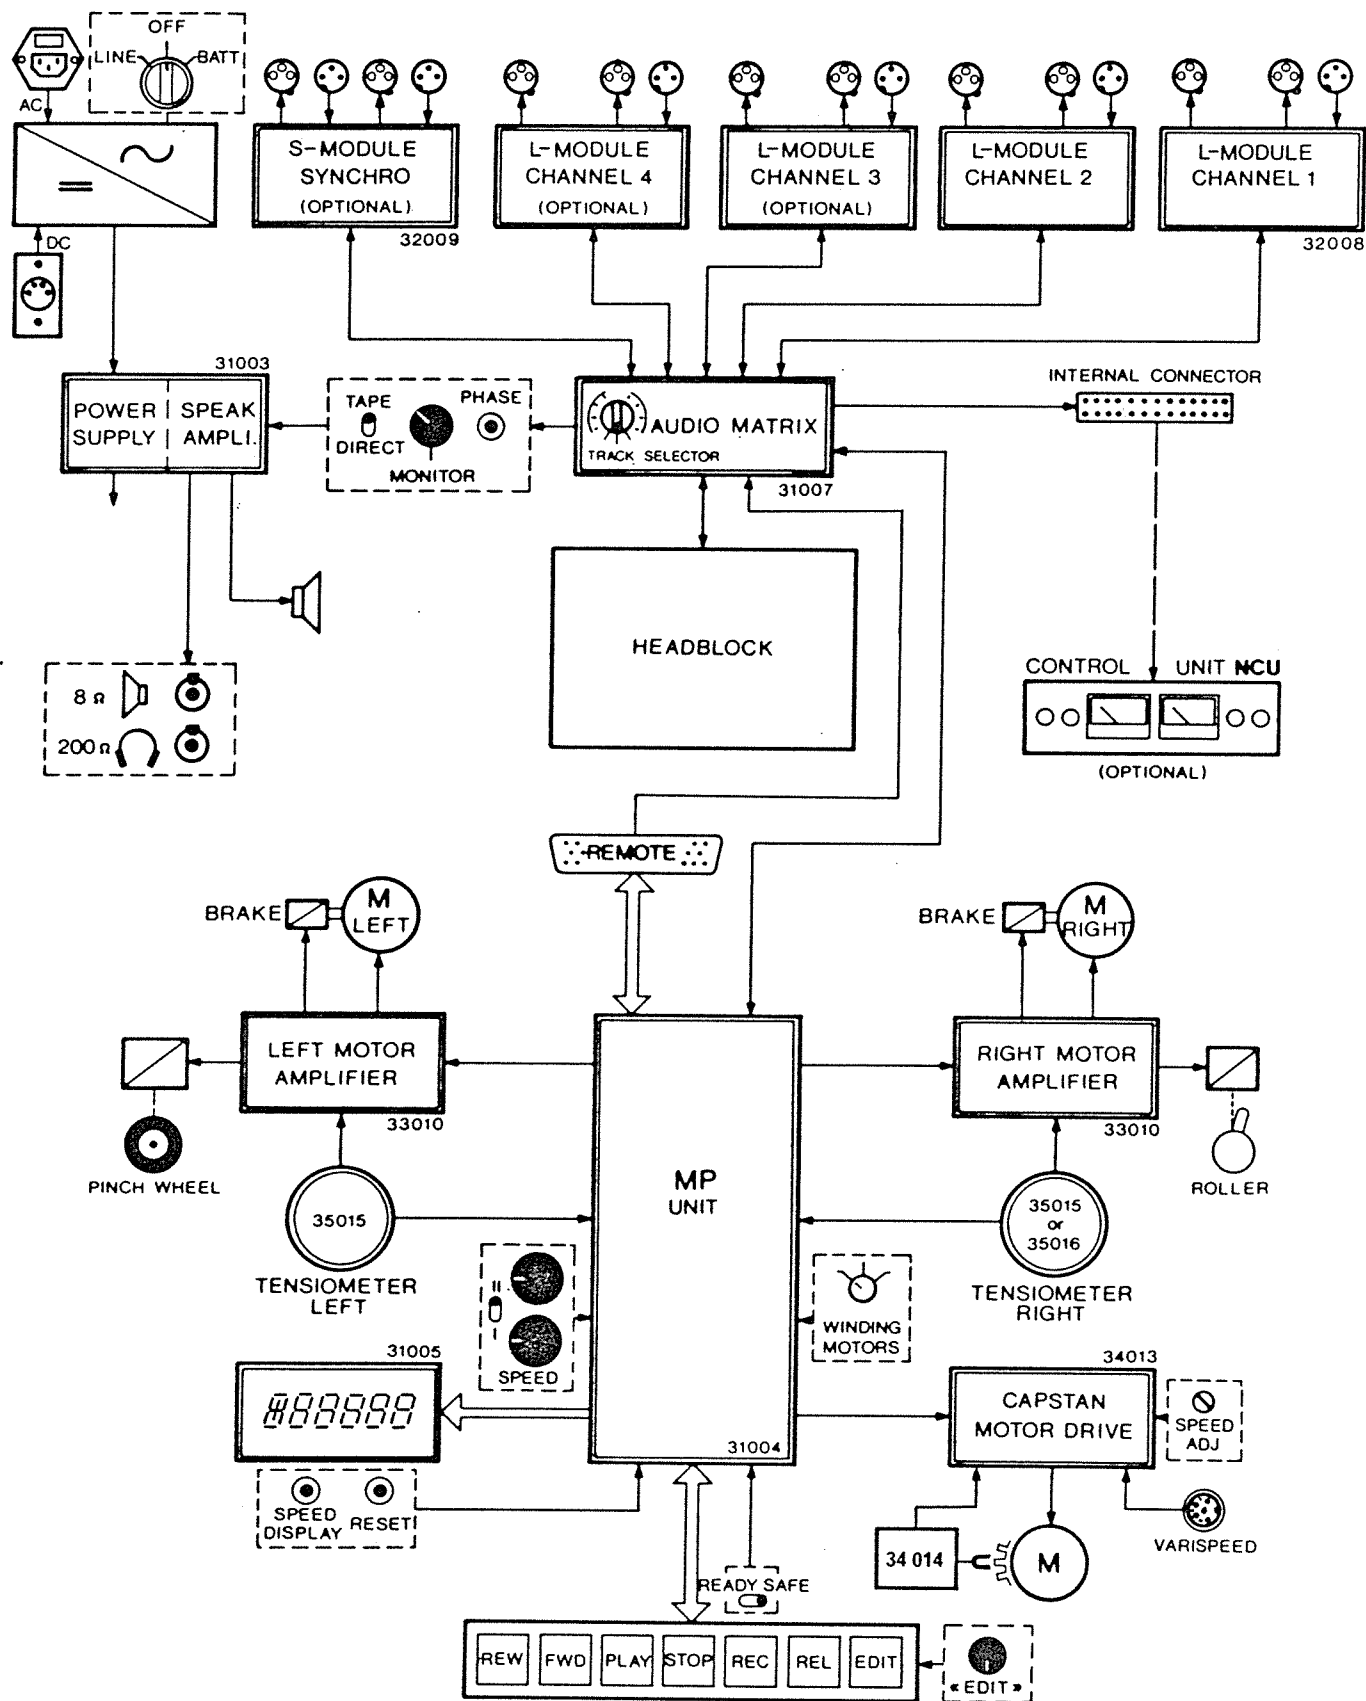 OFF
LINE
BATT
AC
DC
S-MODULE
SYNCHRO
(OPTIONAL)
32009
L-MODULE
CHANNEL 4
(OPTIONAL)
L-MODULE
CHANNEL 3
(OPTIONAL)
L-MODULE
CHANNEL 2
L-MODULE
CHANNEL 1
32008
31003
POWER
SUPPLY
SPEAK
AMPLI.
TAPE
DIRECT
PHASE
MONITOR
AUDIO MATRIX
TRACK SELECTOR
31007
INTERNAL CONNECTOR
HEADBLOCK
8 Ω
200 Ω
CONTROL UNIT NCU
(OPTIONAL)
REMOTE
BRAKE
M
LEFT
BRAKE
M
RIGHT
LEFT MOTOR
AMPLIFIER
33010
RIGHT MOTOR
AMPLIFIER
33010
PINCH WHEEL
ROLLER
MP
UNIT
31004
35015
TENSIOMETER
LEFT
35015
or
35016
TENSIOMETER
RIGHT
SPEED
WINDING
MOTORS
31005
SPEED
DISPLAY
RESET
34013
CAPSTAN
MOTOR DRIVE
SPEED
ADJ
34 014
M
VARISPEED
READY SAFE
REW
FWD
PLAY
STOP
REC
REL
EDIT
« EDIT »